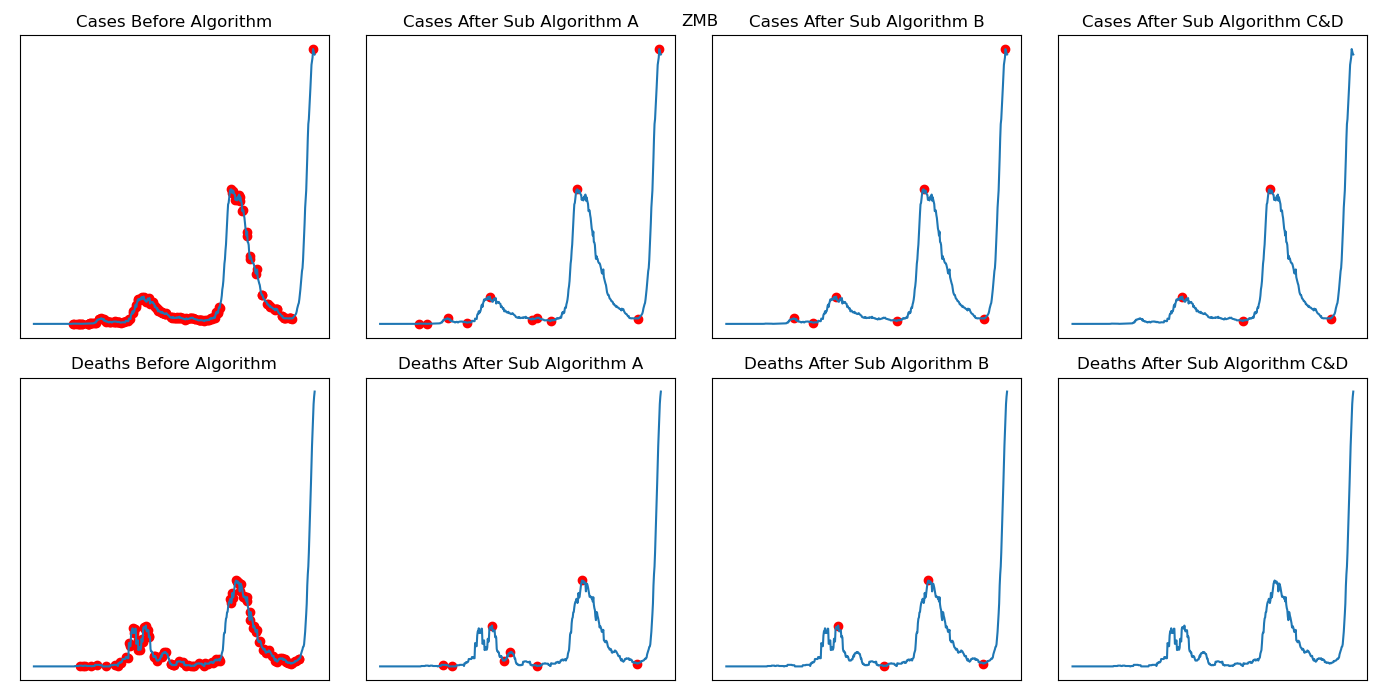 ZMB
Cases Before Algorithm
Cases After Sub Algorithm A
Cases After Sub Algorithm B
Cases After Sub Algorithm C&D
Deaths Before Algorithm
Deaths After Sub Algorithm A
Deaths After Sub Algorithm B
Deaths After Sub Algorithm C&D